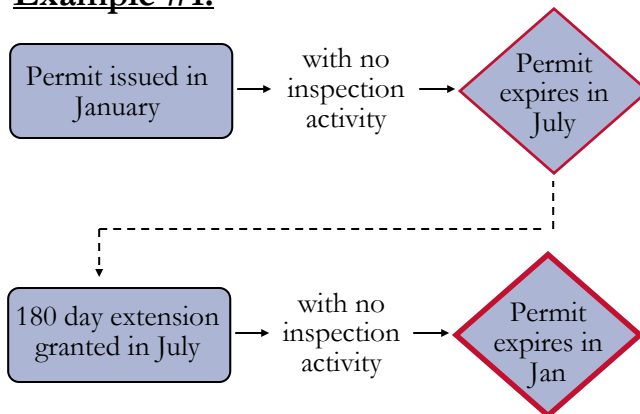 Example #1:
Permit issued in
January
with no
inspection
activity
Permit
expires in
July
180 day extension
granted in July
with no
inspection
activity
Permit
expires in
Jan